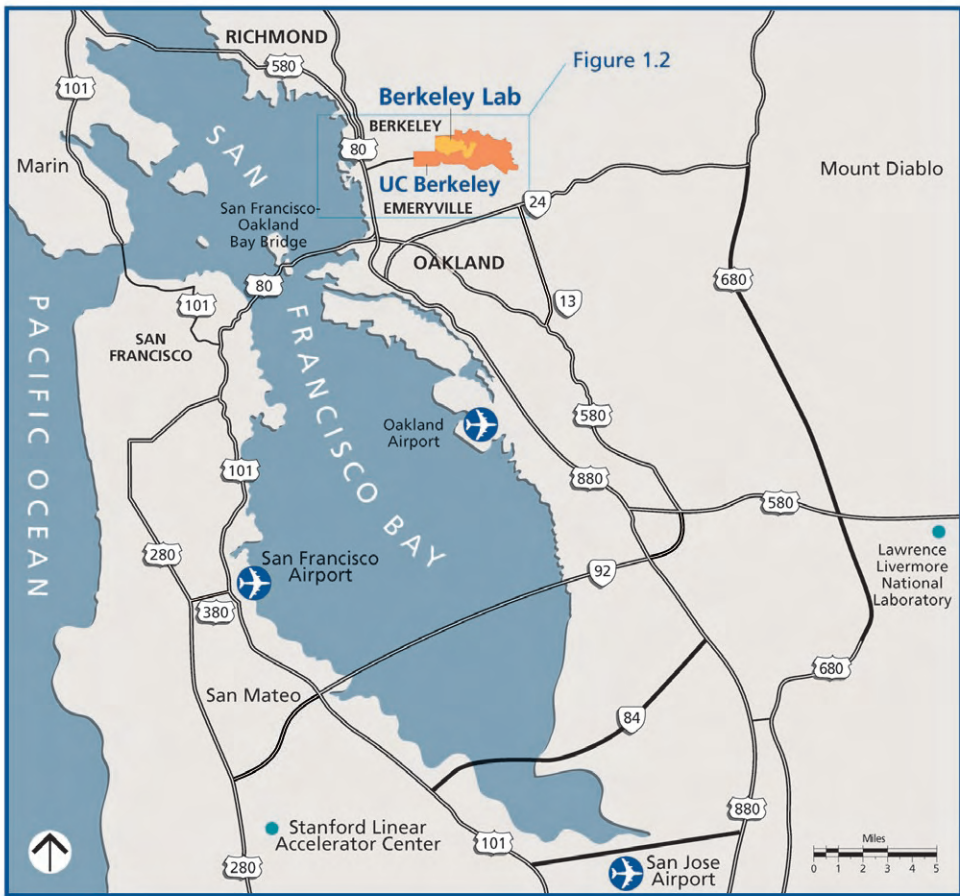 RICHMOND
580
Figure 1.2
101
Berkeley Lab
BERKELEY
80
SAN
Marin
Mount Diablo
UC Berkeley
24
EMERYVILLE
San Francisco-
Oakland
Bay Bridge
OAKLAND
80
680
PACIFIC OCEAN
101
13
FRANCISCO BAY
SAN
FRANCISCO
580
Oakland
Airport
101
880
580
280
San Francisco
Airport
92
Lawrence
Livermore
National
Laboratory
380
680
San Mateo
84
880
Stanford Linear
Accelerator Center
101
Miles
0 1 2 3 4 5
280
San Jose
Airport